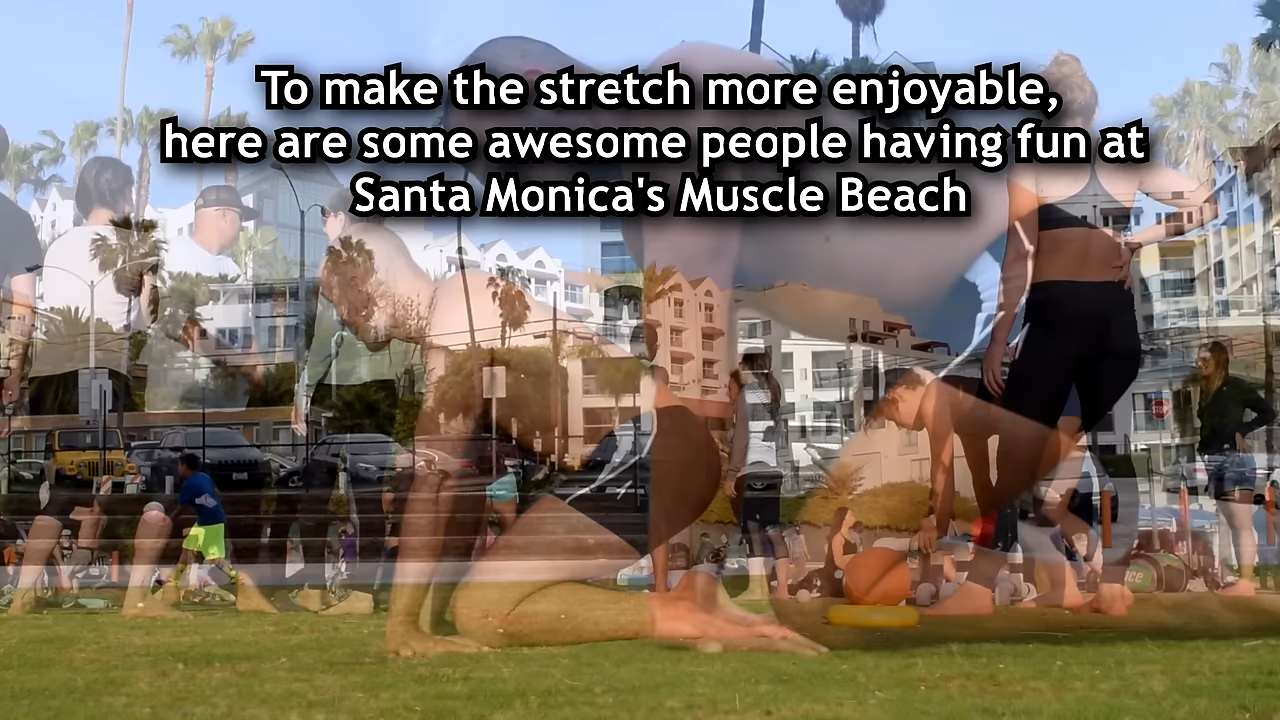 To make the stretch more enjoyable,
here are some awesome people having fun at
Santa Monica's Muscle Beach